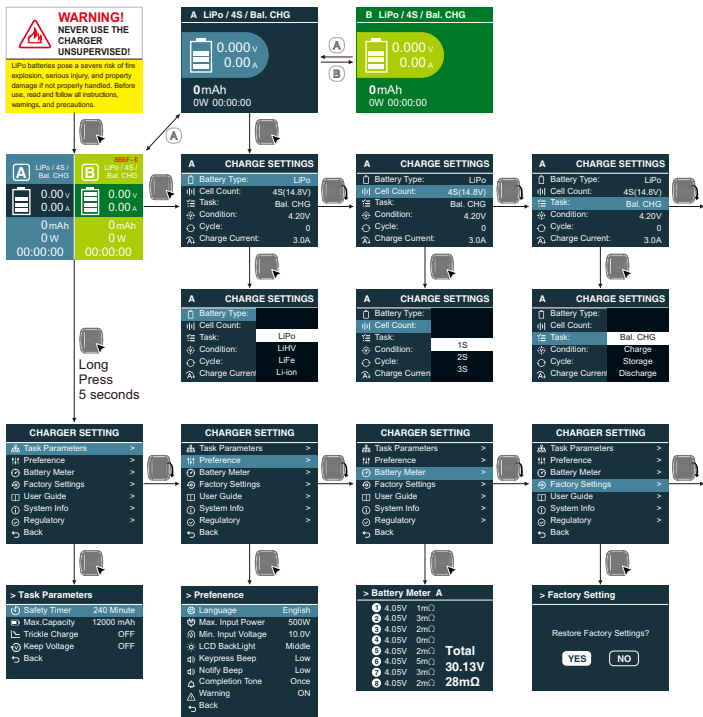 WARNING!
NEVER USE THE
CHARGER
UNSUPERVISED!
LiPo batteries pose a severe risk of fire
explosion, serious injury, and property
damage if not properly handled. Before
use, read and follow all instructions,
warnings, and precautions.
A LiPo / 4S / Bal. CHG
0.000 v
0.00 A
0mAh
0W 00:00:00
A
B
B LiPo / 4S / Bal. CHG
0.000 v
0.00 A
0mAh
0W 00:00:00
A
8B6F-
A LiPo / 4S /
Bal. CHG
0.00 v
0.00 A
0 mAh
0 W
00:00:00
B LiPo / 4S /
Bal. CHG
0.00 v
0.00 A
0 mAh
0 W
00:00:00
A CHARGE SETTINGS
Battery Type: LiPo
Cell Count: 4S(14.8V)
Task: Bal. CHG
Condition: 4.20V
Cycle: 0
Charge Current: 3.0A
A CHARGE SETTINGS
Battery Type: LiPo
Cell Count: 4S(14.8V)
Task: Bal. CHG
Condition: 4.20V
Cycle: 0
Charge Current: 3.0A
A CHARGE SETTINGS
Battery Type: LiPo
Cell Count: 4S(14.8V)
Task: Bal. CHG
Condition: 4.20V
Cycle: 0
Charge Current: 3.0A
A CHARGE SETTINGS
Battery Type:
Cell Count:
Task: LiPo
Condition: LiHV
Cycle: LiFe
Charge Curren Li-ion
A CHARGE SETTINGS
Battery Type:
Cell Count:
Task: 1S
Condition: 2S
Cycle: 3S
Charge Curren
A CHARGE SETTINGS
Battery Type:
Cell Count:
Task: Bal. CHG
Condition: Charge
Cycle: Storage
Charge Current Discharge
Long
Press
5 seconds
CHARGER SETTING
Task Parameters >
Preference >
Battery Meter >
Factory Settings >
User Guide >
System Info >
Regulatory >
Back
CHARGER SETTING
Task Parameters >
Preference >
Battery Meter >
Factory Settings >
User Guide >
System Info >
Regulatory >
Back
CHARGER SETTING
Task Parameters >
Preference >
Battery Meter >
Factory Settings >
User Guide >
System Info >
Regulatory >
Back
CHARGER SETTING
Task Parameters >
Preference >
Battery Meter >
Factory Settings >
User Guide >
System Info >
Regulatory >
Back
> Task Parameters
Safety Timer 240 Minute
Max.Capacity 12000 mAh
Trickle Charge OFF
Keep Voltage OFF
Back
> Prefenence
Language English
Max. Input Power 500W
Min. Input Voltage 10.0V
LCD BackLight Middle
Keypress Beep Low
Notify Beep Low
Completion Tone Once
Warning ON
Back
> Battery Meter A
1 4.05V 1mΩ
2 4.05V 3mΩ
3 4.05V 2mΩ
4 4.05V 0mΩ
5 4.05V 2mΩ Total
6 4.05V 5mΩ
7 4.05V 3mΩ 30.13V
8 4.05V 2mΩ 28mΩ
> Factory Setting
Restore Factory Settings?
YES NO